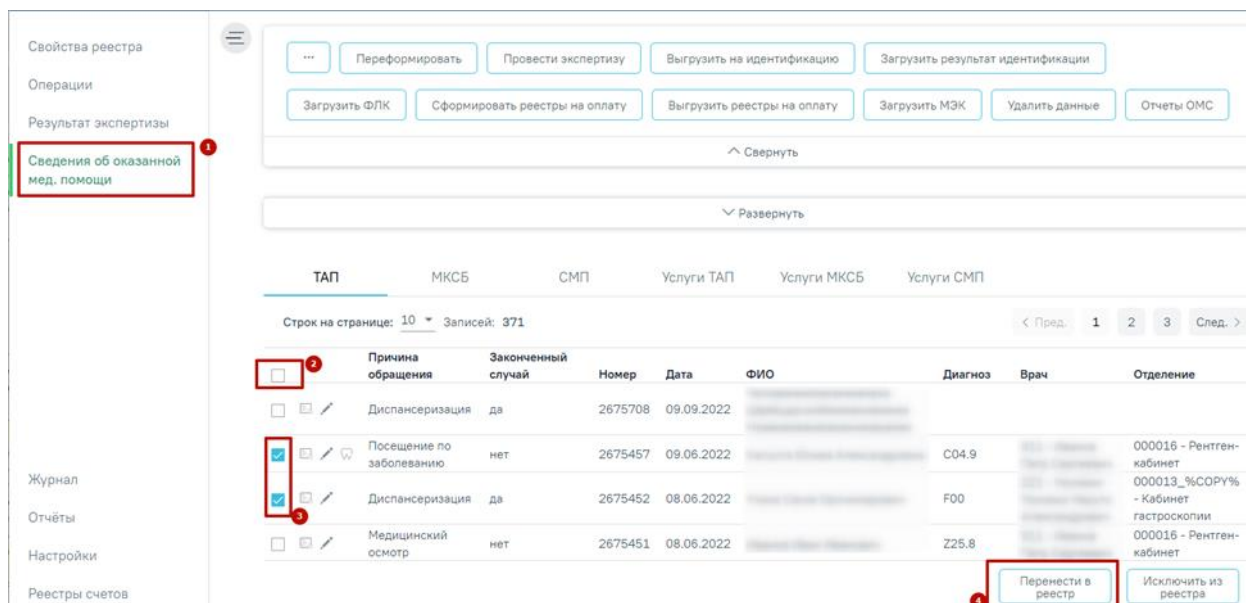 Свойства реестра
Операции
Результат экспертизы
Сведения об оказанной
мед. помощи
1
Журнал
Отчёты
Настройки
Реестры счетов
...
Переформировать
Провести экспертизу
Выгрузить на идентификацию
Загрузить результат идентификации
Загрузить ФЛК
Сформировать реестры на оплату
Выгрузить реестры на оплату
Загрузить МЭК
Удалить данные
Отчеты ОМС
Свернуть
Развернуть
ТАП МКСБ СМП Услуги ТАП Услуги МКСБ Услуги СМП
Строк на странице: 10 Записей: 371 < Пред. 1 2 3 След. >
2
Причина обращения Законченный случай Номер Дата ФИО Диагноз Врач Отделение
Диспансеризация да 2675708 09.09.2022
Посещение по заболеванию нет 2675457 09.06.2022 C04.9 000016 - Рентген-кабинет
Диспансеризация да 2675452 08.06.2022 F00 000013_%COPY% - Кабинет гастроскопии
3
Медицинский осмотр нет 2675451 08.06.2022 Z25.8 000016 - Рентген-кабинет
4
Перенести в реестр
Исключить из реестра